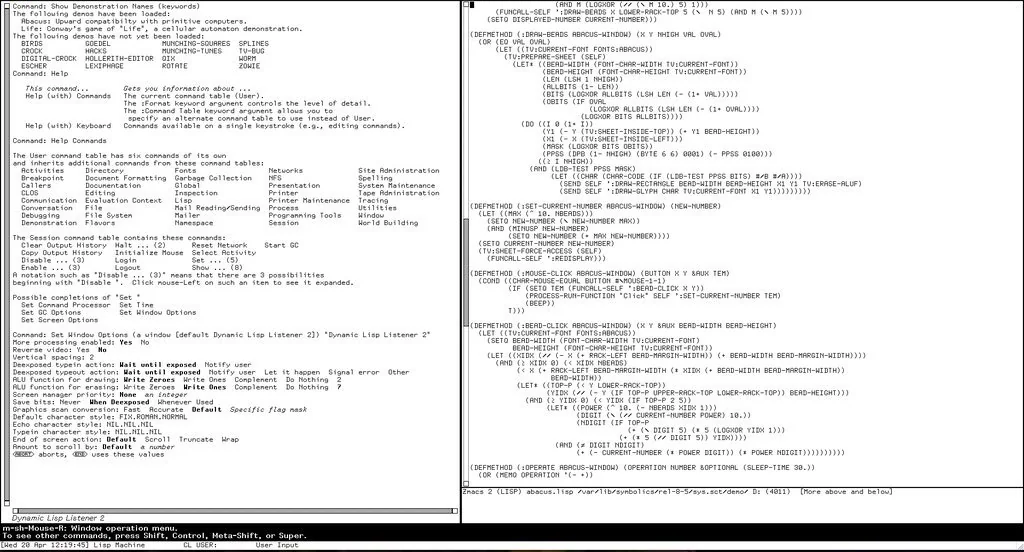 Command: Show Demonstration Names (keywords)
The following demos have been loaded:
Abacus: Upward compatibilty with primitive computers.
Life: Conway's game of "Life", a cellular automaton demonstration.
The following demos have not yet been loaded:
BIRDS GOEDEL MUNCHING-SQUARES SPLINES
CROCK HACKS MUNCHING-TUNES TV-BUG
DIGITAL-CROCK HOLLERITH-EDITOR QIX WORM
ESCHER LEXIPHAGE ROTATE ZOWIE
Command: Help
This command... Gets you information about ...
Help (with) Commands The current command table (User).
The :Format keyword argument controls the level of detail.
The :Command Table keyword argument allows you to
specify an alternate command table to use instead of User.
Help (with) Keyboard Commands available on a single keystroke (e.g., editing commands).
Command: Help Commands
The User command table has six commands of its own
and inherits additional commands from these command tables:
Activities Directory Fonts Networks Site Administration
Breakpoint Document Formatting Garbage Collection NFS Spelling
Callers Documentation Global Presentation System Maintenance
CLOS Editing Inspection Printer Tape Administration
Communication Evaluation Context Lisp Printer Maintenance Tracing
Conversation File Mail Reading/Sending Process Utilities
Debugging File System Mailer Programming Tools Window
Demonstration Flavors Namespace Session World Building
The Session command table contains these commands:
Clear Output History Halt ... (2) Reset Network Start GC
Copy Output History Initialize Mouse Select Activity
Disable ... (3) Login Set ... (5)
Enable ... (3) Logout Show ... (8)
A notation such as "Disable ... (3)" means that there are 3 possibilities
beginning with "Disable ". Click mouse-Left on such an item to see it expanded.
Possible completions of "Set "
Set Command Processor Set Time
Set GC Options Set Window Options
Set Screen Options
Command: Set Window Options (a window [default Dynamic Lisp Listener 2]) "Dynamic Lisp Listener 2"
More processing enabled: Yes No
Reverse video: Yes No
Vertical spacing: 2
Deexposed typein action: Wait until exposed Notify user
Deexposed typeout action: Wait until exposed Notify user Let it happen Signal error Other
ALU function for drawing: Write Zeroes Write Ones Complement Do Nothing 2
ALU function for erasing: Write Zeroes Write Ones Complement Do Nothing 7
Screen manager priority: None an integer
Save bits: Never When Deexposed Whenever Used
Graphics scan conversion: Fast Accurate Default Specific flag mask
Default character style: FIX.ROMAN.NORMAL
Echo character style: NIL.NIL.NIL
Typein character style: NIL.NIL.NIL
End of screen action: Default Scroll Truncate Wrap
Amount to scroll by: Default a number
ABORT aborts, END uses these values
Dynamic Lisp Listener 2
(AND M (LOGXOR (// (\ M 10.) 5) 1)))
(FUNCALL-SELF ':DRAW-BEADS X LOWER-RACK-TOP 5 (\ N 5) (AND M (\ M 5))))
(SETQ DISPLAYED-NUMBER CURRENT-NUMBER)))
(DEFMETHOD (:DRAW-BEADS ABACUS-WINDOW) (X Y NHIGH VAL OVAL)
(OR (EQ VAL OVAL)
(LET ((TV:CURRENT-FONT FONTS:ABACUS))
(TV:PREPARE-SHEET (SELF)
(LET* ((BEAD-WIDTH (FONT-CHAR-WIDTH TV:CURRENT-FONT))
(BEAD-HEIGHT (FONT-CHAR-HEIGHT TV:CURRENT-FONT))
(LEN (LSH 1 NHIGH))
(ALLBITS (1- LEN))
(BITS (LOGXOR ALLBITS (LSH LEN (- (1+ VAL)))))
(OBITS (IF OVAL
(LOGXOR ALLBITS (LSH LEN (- (1+ OVAL))))
(LOGXOR BITS ALLBITS))))
(DO ((I 0 (1+ I))
(Y1 (- Y (TV:SHEET-INSIDE-TOP)) (+ Y1 BEAD-HEIGHT))
(X1 (- X (TV:SHEET-INSIDE-LEFT)))
(MASK (LOGXOR BITS OBITS))
(PPSS (DPB (1- NHIGH) (BYTE 6 6) 0001) (- PPSS 0100)))
((≥ I NHIGH))
(AND (LDB-TEST PPSS MASK)
(LET ((CHAR (CHAR-CODE (IF (LDB-TEST PPSS BITS) #/B #/A))))
(SEND SELF ':DRAW-RECTANGLE BEAD-WIDTH BEAD-HEIGHT X1 Y1 TV:ERASE-ALUF)
(SEND SELF ':DRAW-GLYPH CHAR TV:CURRENT-FONT X1 Y1)))))))))
(DEFMETHOD (:SET-CURRENT-NUMBER ABACUS-WINDOW) (NEW-NUMBER)
(LET ((MAX (^ 10. NBEADS)))
(SETQ NEW-NUMBER (\ NEW-NUMBER MAX))
(AND (MINUSP NEW-NUMBER)
(SETQ NEW-NUMBER (+ MAX NEW-NUMBER))))
(SETQ CURRENT-NUMBER NEW-NUMBER)
(TV:SHEET-FORCE-ACCESS (SELF)
(FUNCALL-SELF ':REDISPLAY)))
(DEFMETHOD (:MOUSE-CLICK ABACUS-WINDOW) (BUTTON X Y &AUX TEM)
(COND ((CHAR-MOUSE-EQUAL BUTTON #\MOUSE-1-1)
(IF (SETQ TEM (FUNCALL-SELF ':BEAD-CLICK X Y))
(PROCESS-RUN-FUNCTION "Click" SELF ':SET-CURRENT-NUMBER TEM)
(BEEP))
T)))
(DEFMETHOD (:BEAD-CLICK ABACUS-WINDOW) (X Y &AUX BEAD-WIDTH BEAD-HEIGHT)
(LET ((TV:CURRENT-FONT FONTS:ABACUS))
(SETQ BEAD-WIDTH (FONT-CHAR-WIDTH TV:CURRENT-FONT)
BEAD-HEIGHT (FONT-CHAR-HEIGHT TV:CURRENT-FONT))
(LET ((XIDX (// (- X (+ RACK-LEFT BEAD-MARGIN-WIDTH)) (+ BEAD-WIDTH BEAD-MARGIN-WIDTH))))
(AND (≥ XIDX 0) (< XIDX NBEADS)
(< X (+ RACK-LEFT BEAD-MARGIN-WIDTH (* XIDX (+ BEAD-WIDTH BEAD-MARGIN-WIDTH))
BEAD-WIDTH))
(LET* ((TOP-P (< Y LOWER-RACK-TOP))
(YIDX (// (- Y (IF TOP-P UPPER-RACK-TOP LOWER-RACK-TOP)) BEAD-HEIGHT)))
(AND (≥ YIDX 0) (< YIDX (IF TOP-P 2 5))
(LET* ((POWER (^ 10. (- NBEADS XIDX 1)))
(DIGIT (\ (// CURRENT-NUMBER POWER) 10.))
(NDIGIT (IF TOP-P
(+ (\ DIGIT 5) (* 5 (LOGXOR YIDX 1)))
(+ (* 5 (// DIGIT 5)) YIDX))))
(AND (≠ DIGIT NDIGIT)
(+ (- CURRENT-NUMBER (* POWER DIGIT)) (* POWER NDIGIT))))))))))
(DEFMETHOD (:OPERATE ABACUS-WINDOW) (OPERATION NUMBER &OPTIONAL (SLEEP-TIME 30.))
(OR (MEMQ OPERATION '(- +))
Zmacs 2 (LISP) abacus.lisp /var/lib/symbolics/rel-8-5/sys.sct/demo/ D: (4011) [More above and below]
m-sh-Mouse-R: Window operation menu.
To see other commands, press Shift, Control, Meta-Shift, or Super.
[Wed 20 Apr 12:19:45] Lisp Machine CL USER: User Input